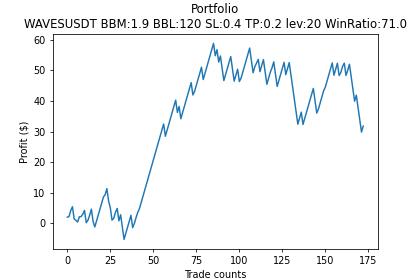 Portfolio
WAVESUSDT BBM:1.9 BBL:120 SL:0.4 TP:0.2 lev:20 WinRatio:71.0
60
50
40
30
20
10
0
Profit ($)
0 25 50 75 100 125 150 175
Trade counts